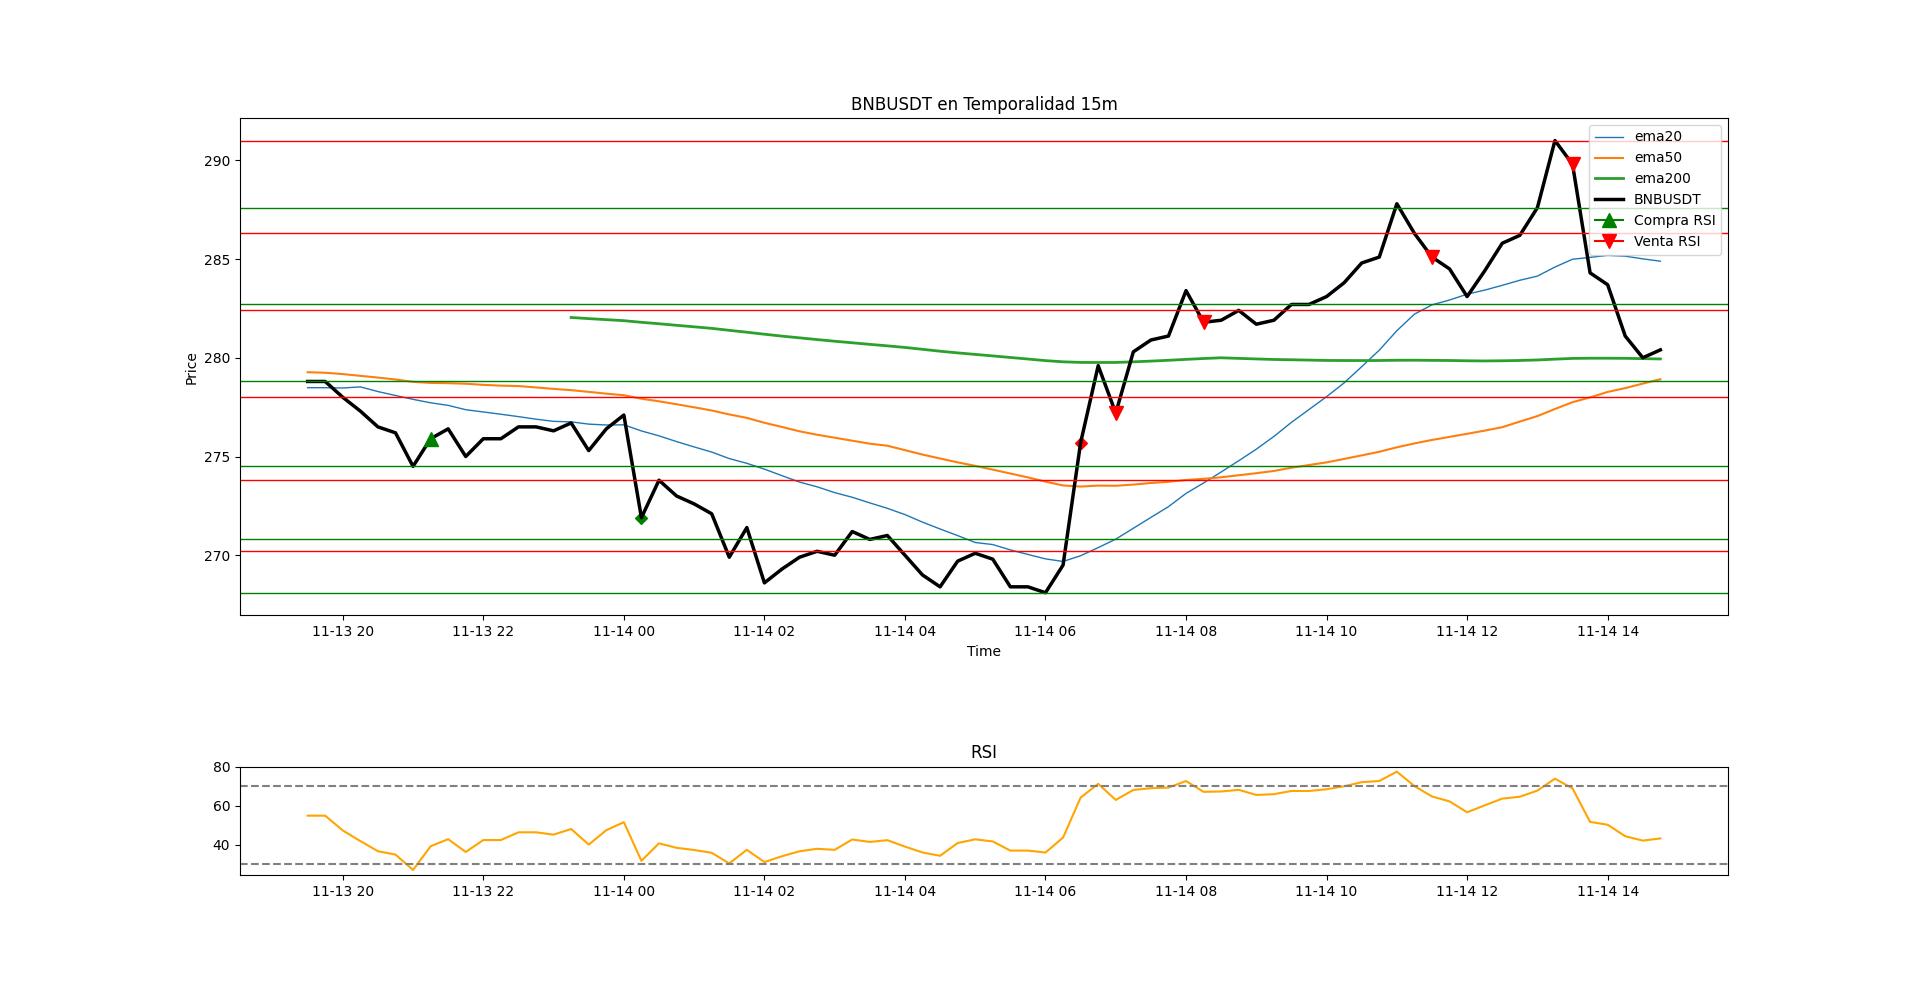 BNBUSDT en Temporalidad 15m
ema20
ema50
ema200
BNBUSDT
Compra RSI
Venta RSI
290
285
280
275
270
Price
11-13 20 11-13 22 11-14 00 11-14 02 11-14 04 11-14 06 11-14 08 11-14 10 11-14 12 11-14 14
Time
RSI
80
60
40
11-13 20 11-13 22 11-14 00 11-14 02 11-14 04 11-14 06 11-14 08 11-14 10 11-14 12 11-14 14